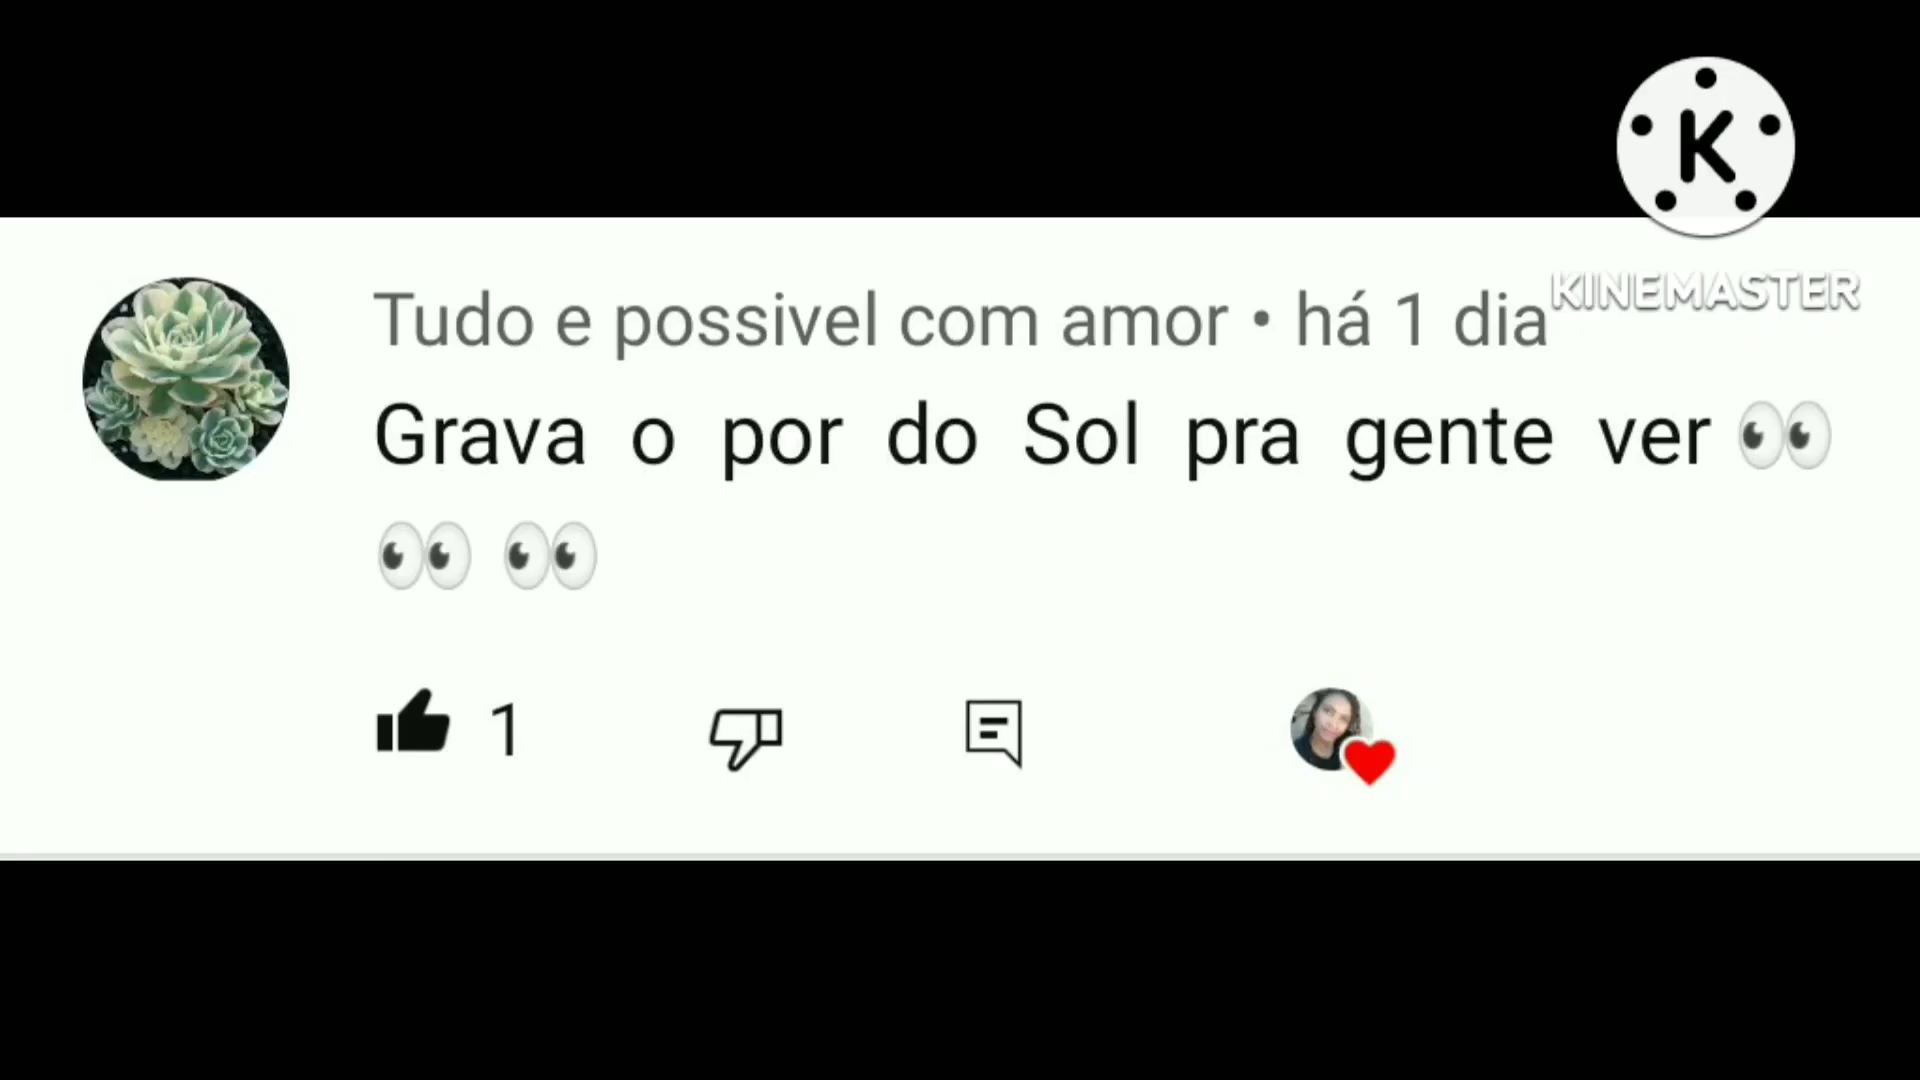 K
KINEMASTER
Tudo e possivel com amor • há 1 dia
Grava o por do Sol pra gente ver 👀
👀 👀
1